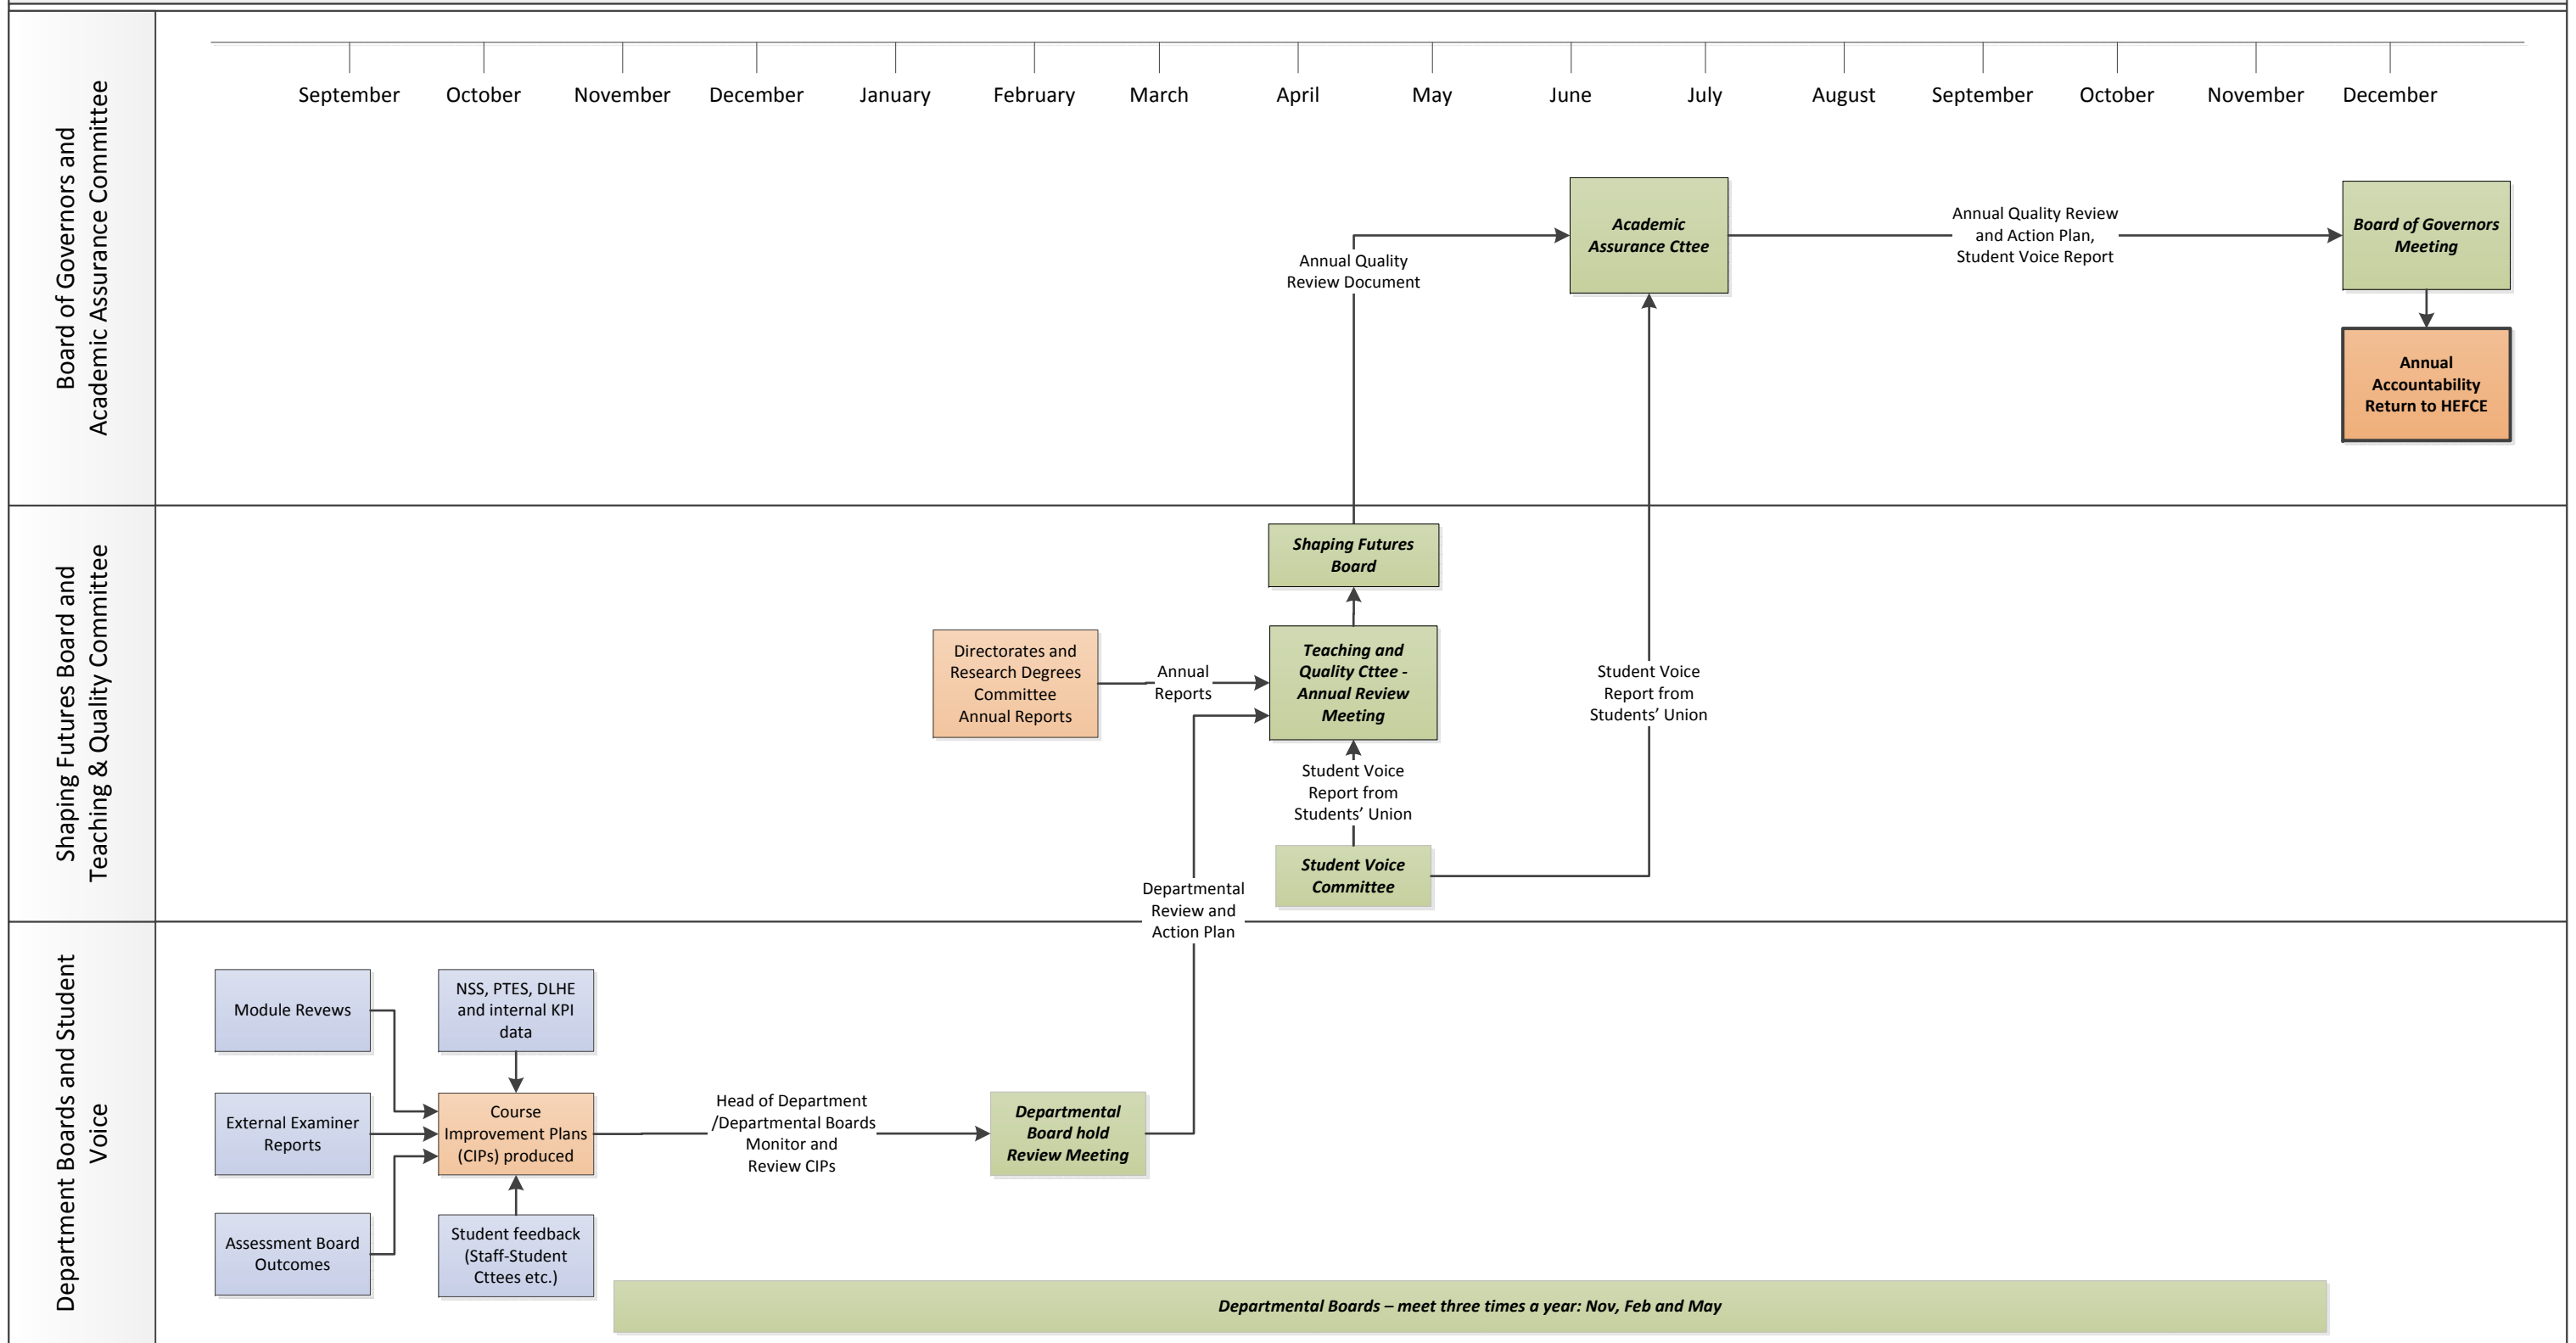 Board of Governors and
Academic Assurance Committee
September
October
November
December
January
February
March
April
May
June
July
August
September
October
November
December
Annual Quality
Review Document
Academic
Assurance Cttee
Annual Quality Review
and Action Plan,
Student Voice Report
Board of Governors
Meeting
Annual
Accountability
Return to HEFCE
Shaping Futures Board and
Teaching & Quality Committee
Shaping Futures
Board
Directorates and
Research Degrees
Committee
Annual Reports
Annual
Reports
Teaching and
Quality Cttee -
Annual Review
Meeting
Student Voice
Report from
Students’ Union
Student Voice
Report from
Students’ Union
Student Voice
Committee
Departmental
Review and
Action Plan
Department Boards and Student
Voice
Module Revews
NSS, PTES, DLHE
and internal KPI
data
External Examiner
Reports
Course
Improvement Plans
(CIPs) produced
Head of Department
/Departmental Boards
Monitor and
Review CIPs
Departmental
Board hold
Review Meeting
Assessment Board
Outcomes
Student feedback
(Staff-Student
Cttees etc.)
Departmental Boards – meet three times a year: Nov, Feb and May